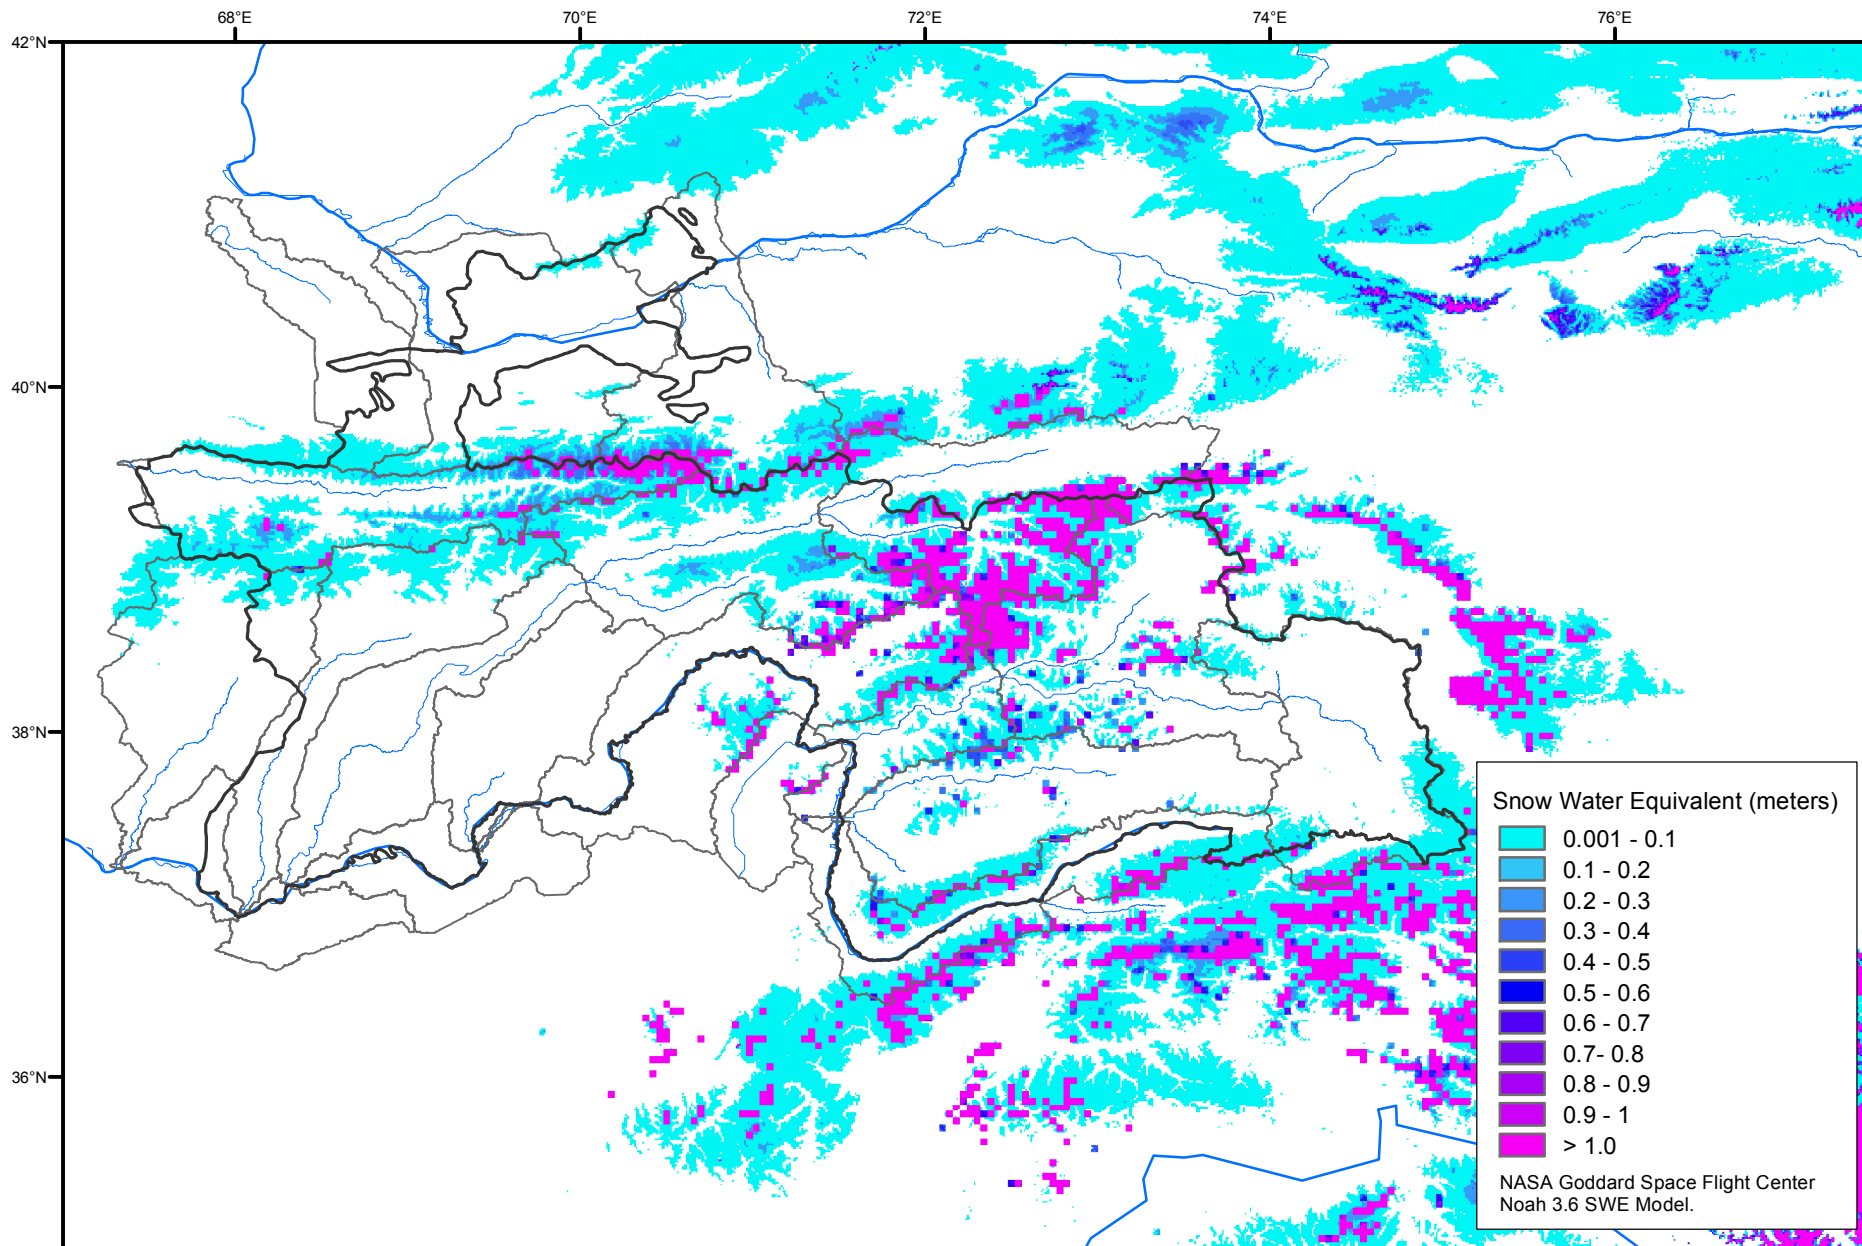 68°E
70°E
72°E
74°E
76°E
42°N
40°N
38°N
36°N
Snow Water Equivalent (meters)
0.001 - 0.1
0.1 - 0.2
0.2 - 0.3
0.3 - 0.4
0.4 - 0.5
0.5 - 0.6
0.6 - 0.7
0.7- 0.8
0.8 - 0.9
0.9 - 1
> 1.0
NASA Goddard Space Flight Center
Noah 3.6 SWE Model.